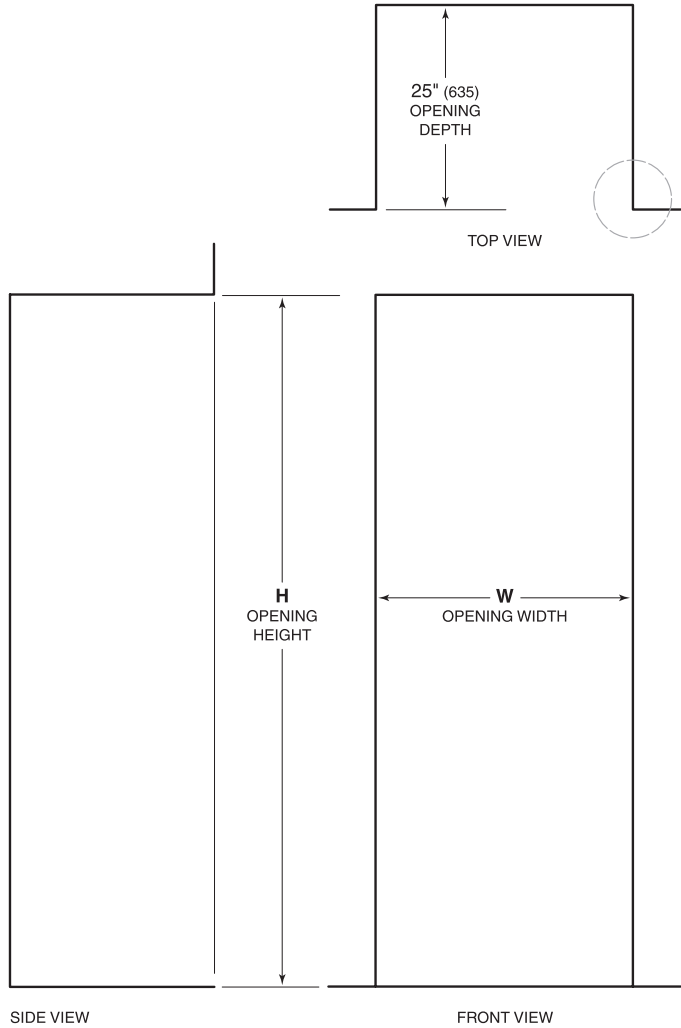 25" (635)
OPENING
DEPTH
TOP VIEW
H
OPENING
HEIGHT
W
OPENING WIDTH
SIDE VIEW
FRONT VIEW